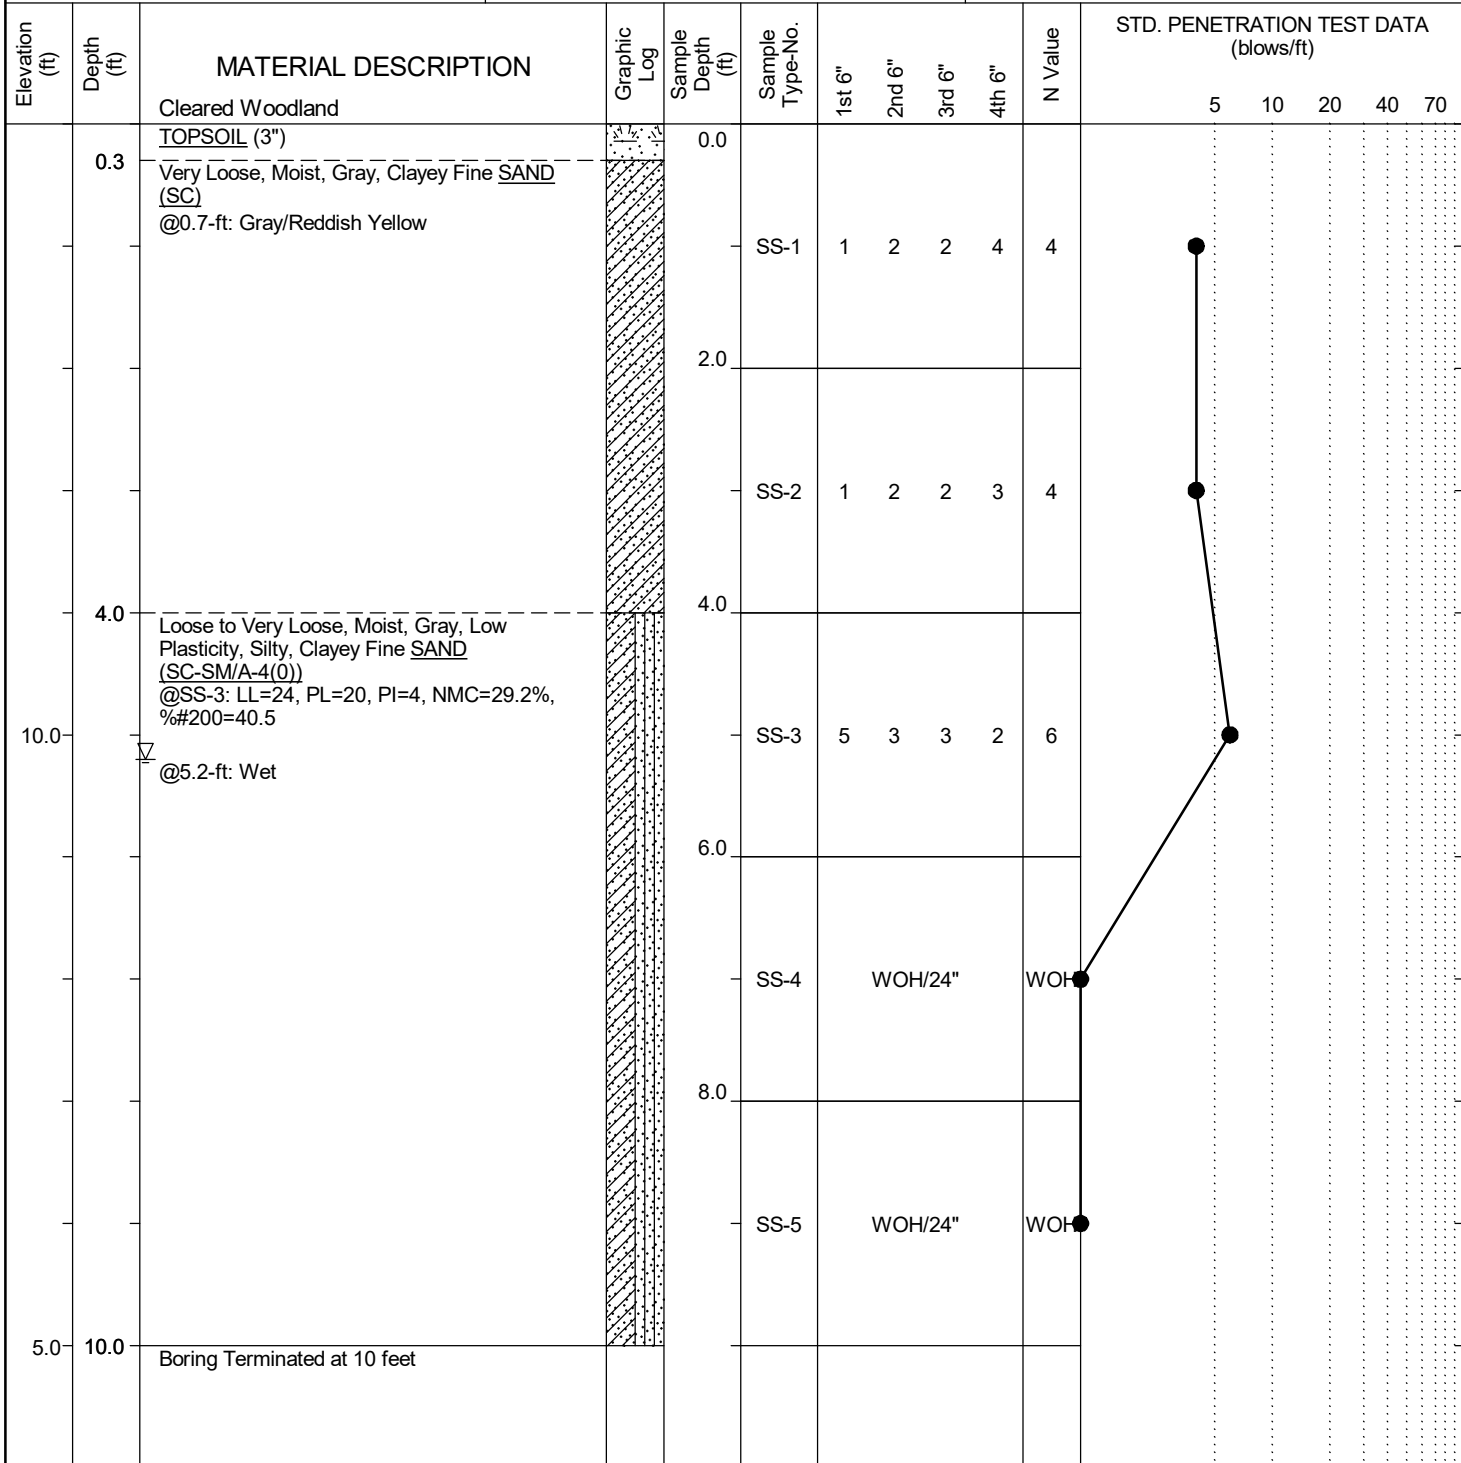 Elevation
(ft)
Depth
(ft)
MATERIAL DESCRIPTION
Cleared Woodland
Graphic
Log
Sample
Depth
(ft)
Sample
Type-No.
1st 6"
2nd 6"
3rd 6"
4th 6"
N Value
STD. PENETRATION TEST DATA
(blows/ft)
5 10 20 40 70
TOPSOIL (3")
0.0
0.3
Very Loose, Moist, Gray, Clayey Fine SAND
(SC)
@0.7-ft: Gray/Reddish Yellow
SS-1 1 2 2 4 4
2.0
SS-2 1 2 2 3 4
4.0
4.0
Loose to Very Loose, Moist, Gray, Low
Plasticity, Silty, Clayey Fine SAND
(SC-SM/A-4(0))
@SS-3: LL=24, PL=20, PI=4, NMC=29.2%,
%#200=40.5
10.0
SS-3 5 3 3 2 6
@5.2-ft: Wet
6.0
SS-4 WOH/24" WOH
8.0
SS-5 WOH/24" WOH
5.0 10.0
Boring Terminated at 10 feet